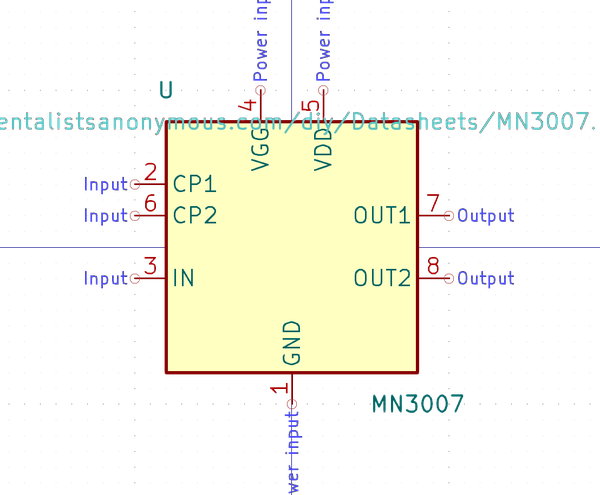 Power inp
Power inp
U
4
5
entalistsanonymous.com/diy/Datasheets/MN3007.
VGG
VDD
Input 2 CP1
Input 6 CP2
OUT1 7 Output
Input 3 IN
OUT2 8 Output
GND
1
MN3007
wer input